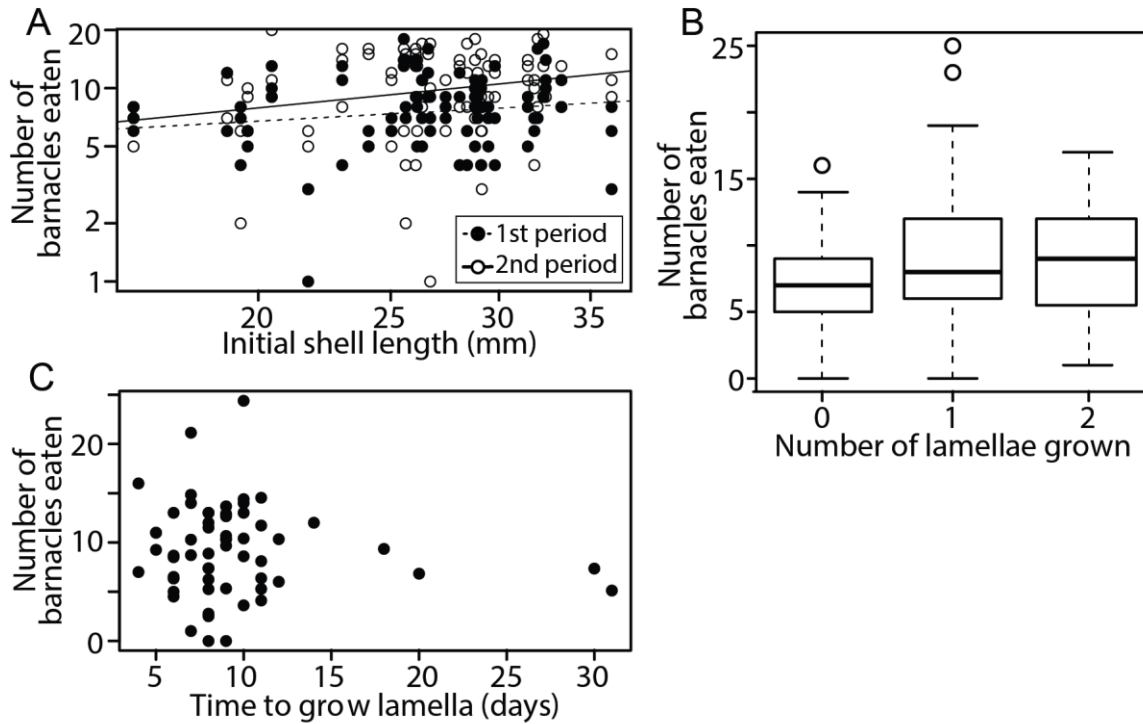 A
Number of
barnacles eaten
20
10
5
2
1
1st period
2nd period
20
25
30
35
Initial shell length (mm)
B
Number of
barnacles eaten
25
15
5
0
0
1
2
Number of lamellae grown
C
Number of
barnacles eaten
20
10
0
5
10
15
20
25
30
Time to grow lamella (days)